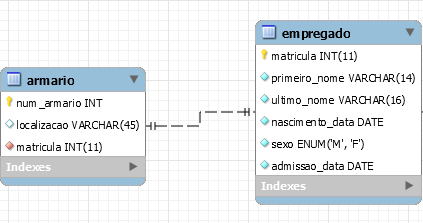 armario
num_armario INT
localizacao VARCHAR(45)
matricula INT(11)
Indexes
empregado
matricula INT(11)
primeiro_nome VARCHAR(14)
ultimo_nome VARCHAR(16)
nascimento_data DATE
sexo ENUM('M', 'F')
admissao_data DATE
Indexes